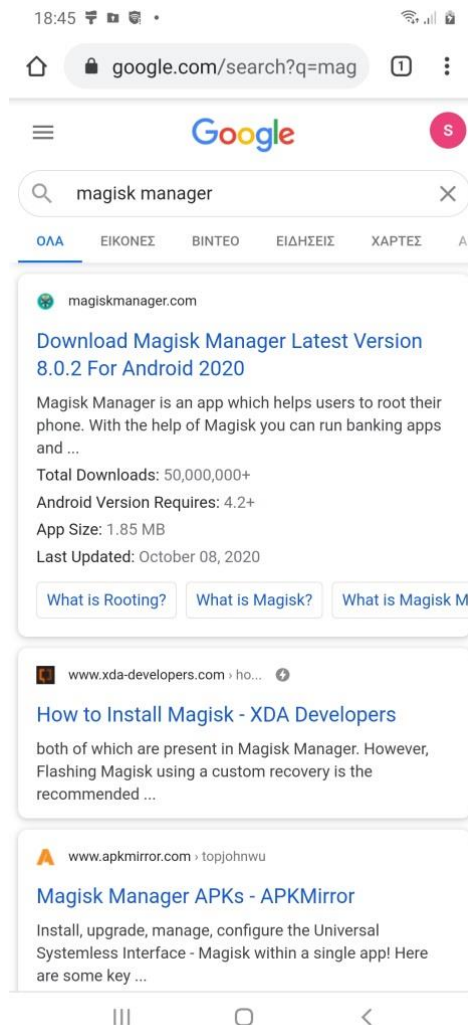 18:45
google.com/search?q=mag
1
Google
S
magisk manager
ΟΛΑ ΕΙΚΟΝΕΣ ΒΙΝΤΕΟ ΕΙΔΗΣΕΙΣ ΧΑΡΤΕΣ
magiskmanager.com
Download Magisk Manager Latest Version
8.0.2 For Android 2020
Magisk Manager is an app which helps users to root their
phone. With the help of Magisk you can run banking apps
and ...
Total Downloads: 50,000,000+
Android Version Requires: 4.2+
App Size: 1.85 MB
Last Updated: October 08, 2020
What is Rooting? What is Magisk? What is Magisk M
www.xda-developers.com › ho...
How to Install Magisk - XDA Developers
both of which are present in Magisk Manager. However,
Flashing Magisk using a custom recovery is the
recommended ...
www.apkmirror.com › topjohnwu
Magisk Manager APKs - APKMirror
Install, upgrade, manage, configure the Universal
Systemless Interface - Magisk within a single app! Here
are some key ...